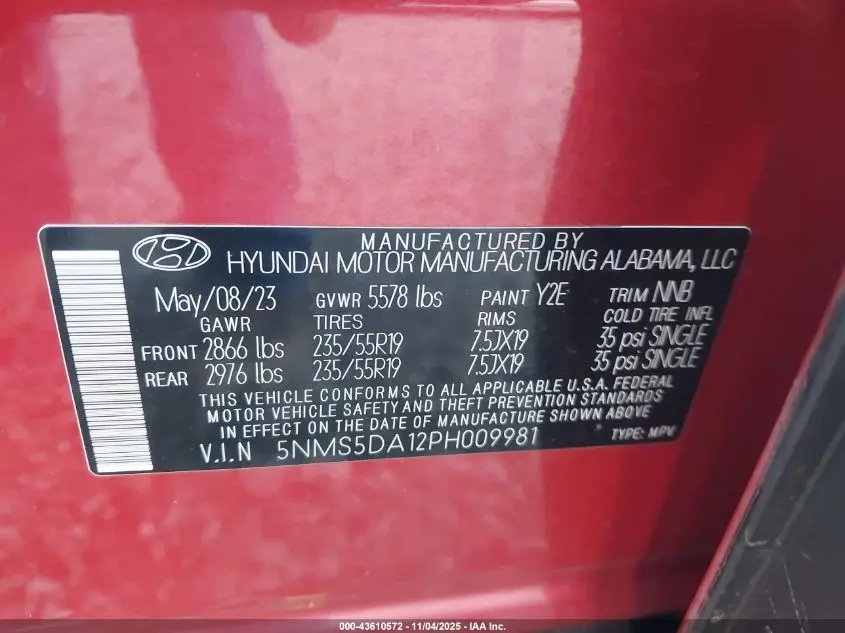 MANUFACTURED BY
HYUNDAI MOTOR MANUFACTURING ALABAMA, LLC
May/08/23 GVWR 5578 lbs PAINT Y2E TRIM NNB
GAWR TIRES RIMS COLD TIRE INFL
FRONT 2866 lbs 235/55R19 7.5JX19 35 psi SINGLE
REAR 2976 lbs 235/55R19 7.5JX19 35 psi SINGLE
THIS VEHICLE CONFORMS TO ALL APPLICABLE U.S.A. FEDERAL
MOTOR VEHICLE SAFETY AND THEFT PREVENTION STANDARDS
IN EFFECT ON THE DATE OF MANUFACTURE SHOWN ABOVE
V.I.N 5NMS5DA12PH009981 TYPE: MPV
000-43610572 - 11/04/2025 - IAA Inc.